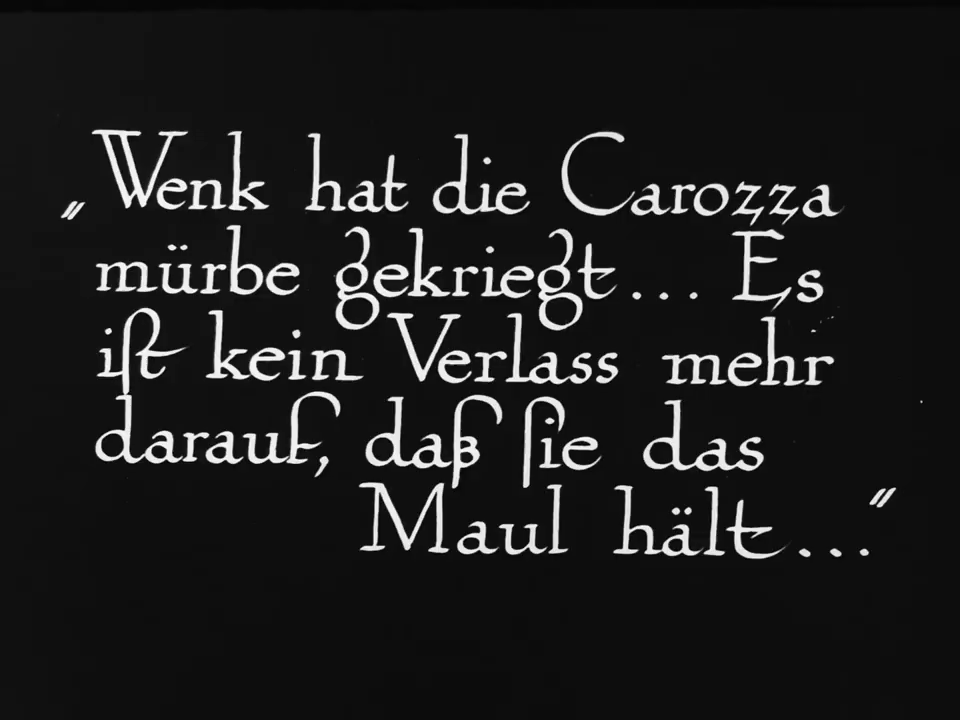 „Wenk hat die Carozza
mürbe gekriegt... Es
iſt kein Verlass mehr
darauf, daß ſie das
Maul hält..."